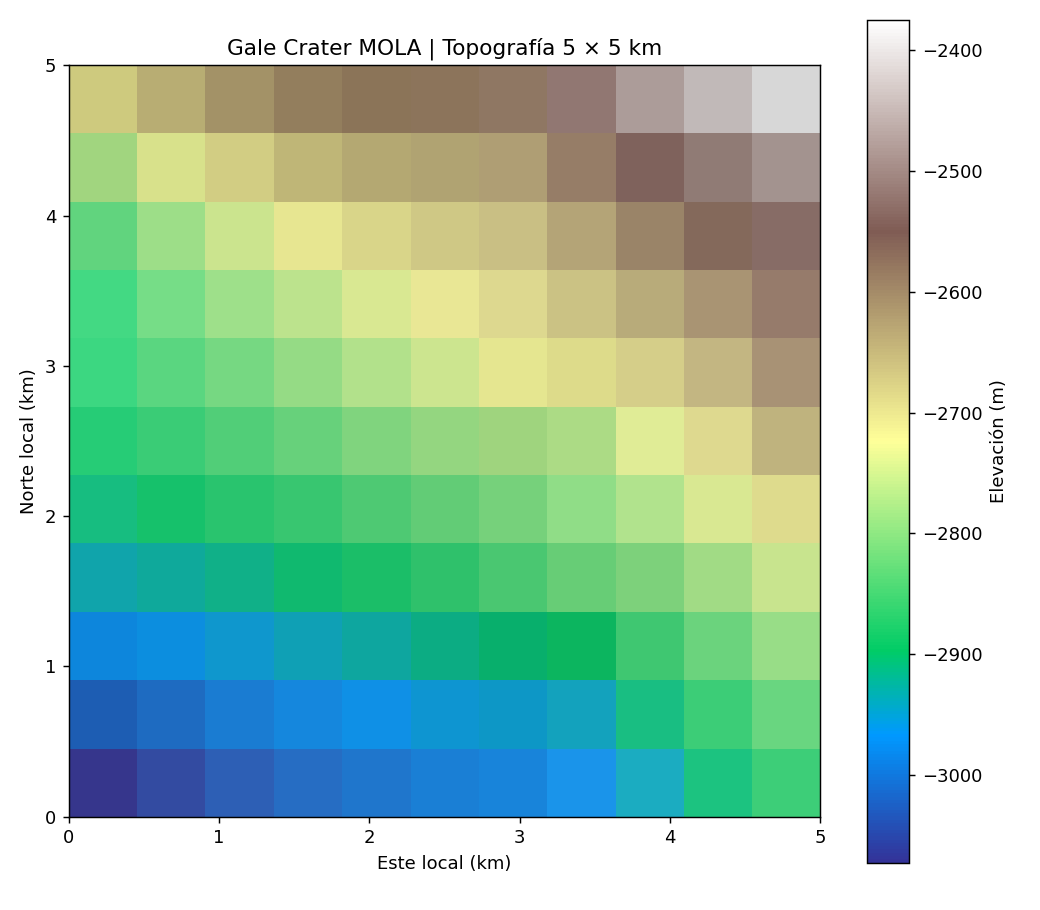 Gale Crater MOLA | Topografía 5 × 5 km
5
4
3
2
1
0
Norte local (km)
0 1 2 3 4 5
Este local (km)
−2400
−2500
−2600
−2700
−2800
−2900
−3000
Elevación (m)